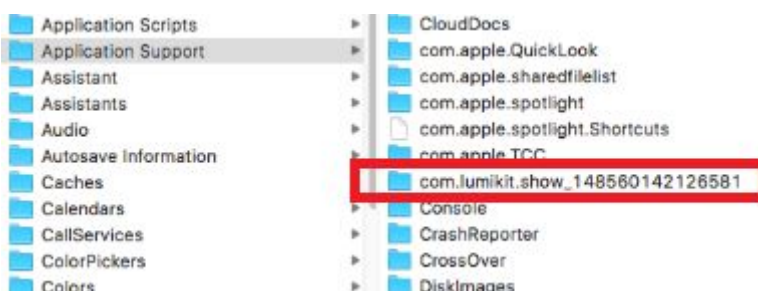 Application Scripts
Application Support
Assistant
Assistants
Audio
Autosave Information
Caches
Calendars
CallServices
ColorPickers
Colors
CloudDocs
com.apple.QuickLook
com.apple.sharedfilelist
com.apple.spotlight
com.apple.spotlight.Shortcuts
com.apple.TCC
com.lumikit.show_148560142126581
Console
CrashReporter
CrossOver
DiskImages